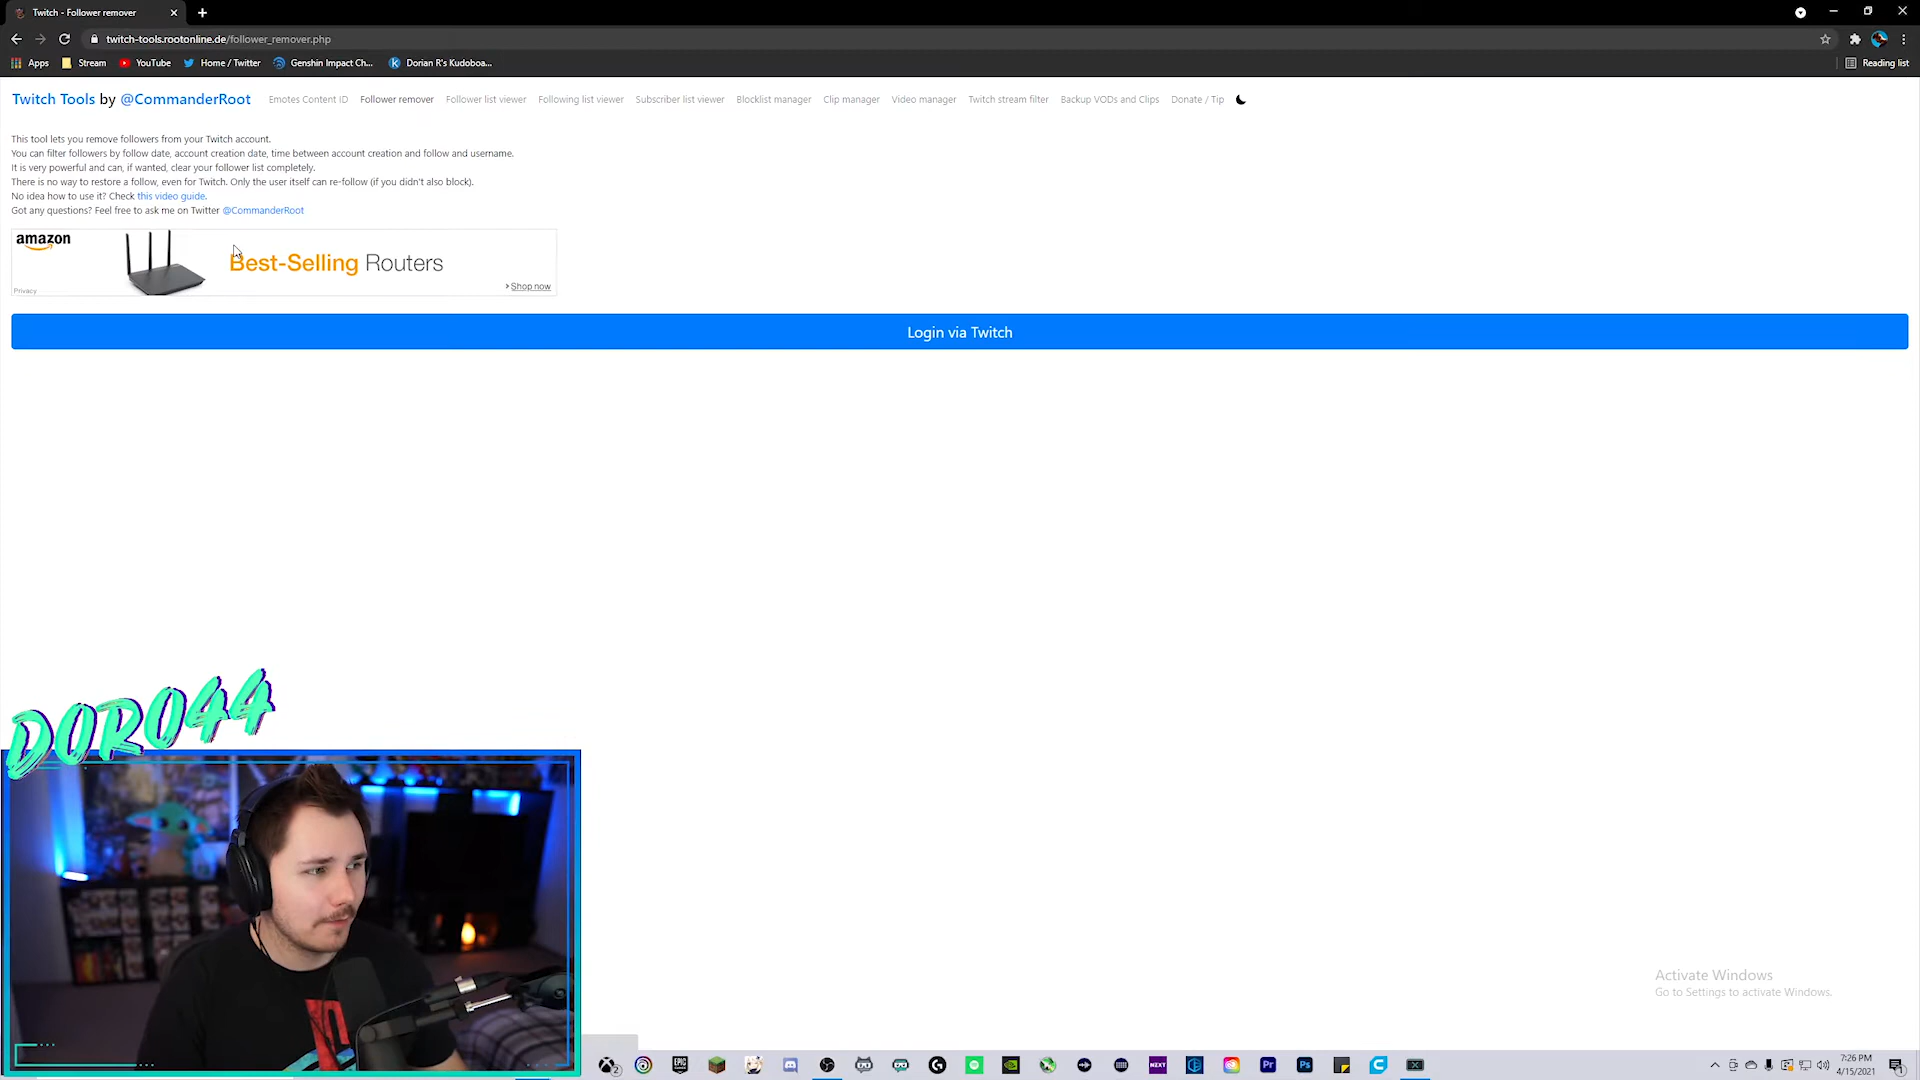 Twitch - Follower remover
twitch-tools.rootonline.de/follower_remover.php
Apps Stream YouTube Home / Twitter Genshin Impact Ch... Dorian R's Kudoboa... Reading list
Twitch Tools by @CommanderRoot Emotes Content ID Follower remover Follower list viewer Following list viewer Subscriber list viewer Blocklist manager Clip manager Video manager Twitch stream filter Backup VODs and Clips Donate / Tip
This tool lets you remove followers from your Twitch account.
You can filter followers by follow date, account creation date, time between account creation and follow and username.
It is very powerful and can, if wanted, clear your follower list completely.
There is no way to restore a follow, even for Twitch. Only the user itself can re-follow (if you didn't also block).
No idea how to use it? Check this video guide.
Got any questions? Feel free to ask me on Twitter @CommanderRoot
amazon
Best-Selling Routers
Shop now
Privacy
Login via Twitch
DORO44
Activate Windows
Go to Settings to activate Windows.
2
EPIC GAMES
NEXT
Pr
Ps
7:26 PM
4/15/2021
1